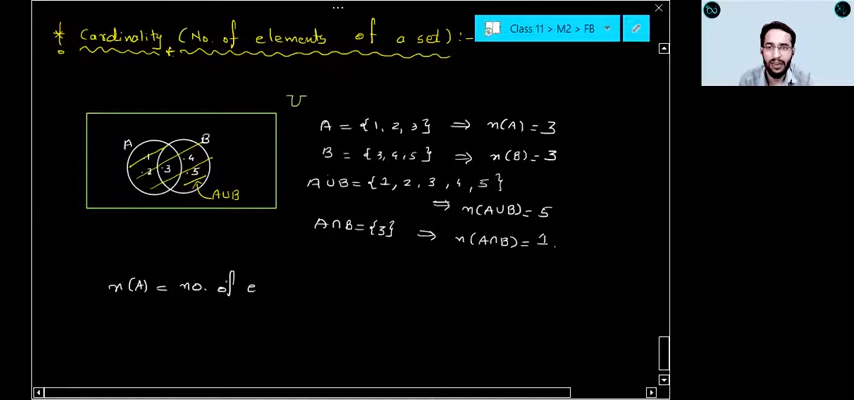 * Cardinality (No. of elements of a set) :-
Class 11 > M2 > FB
U
A = {1, 2, 3} ⇒ n(A) = 3
B = {3, 4, 5} ⇒ n(B) = 3
A∪B = {1, 2, 3, 4, 5}
⇒ n(A∪B) = 5
A∩B = {3} ⇒ n(A∩B) = 1.
A B
1 .4
.2 .3 .5
A∪B
n(A) = no. of e